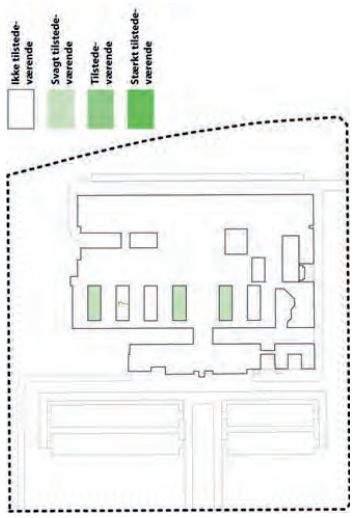 Ikke tilstede-
værende
Svagt tilstede-
værende
Tilstede-
værende
Stærkt tilstede-
værende